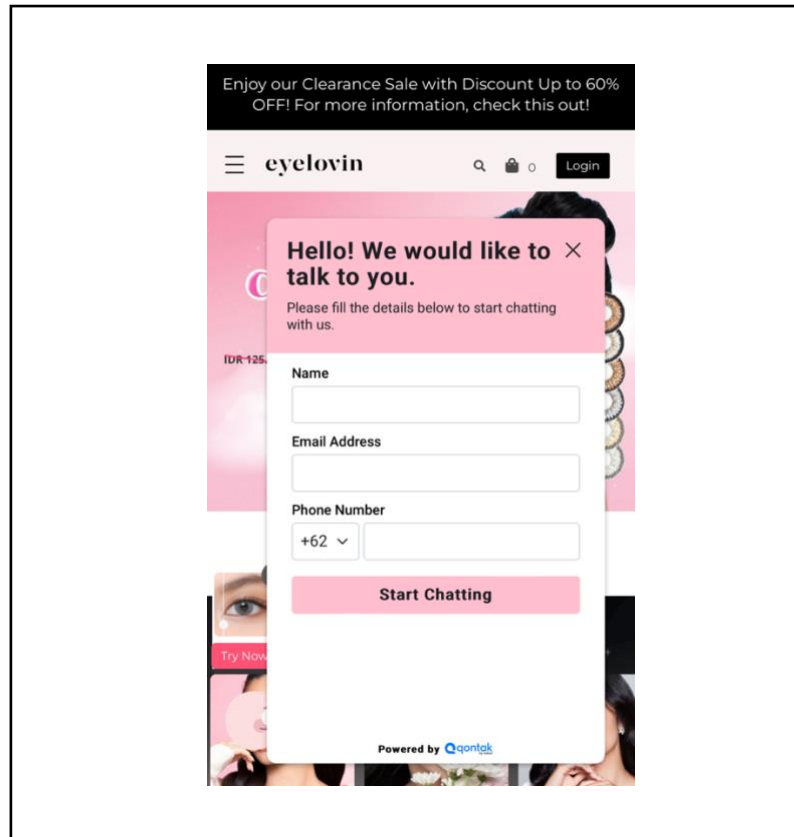 Enjoy our Clearance Sale with Discount Up to 60%
OFF! For more information, check this out!
eyelovin
0
Login
Hello! We would like to
talk to you.
Please fill the details below to start chatting
with us.
IDR 125.
Name
Email Address
Phone Number
+62
Start Chatting
Try Now
Powered by qontak